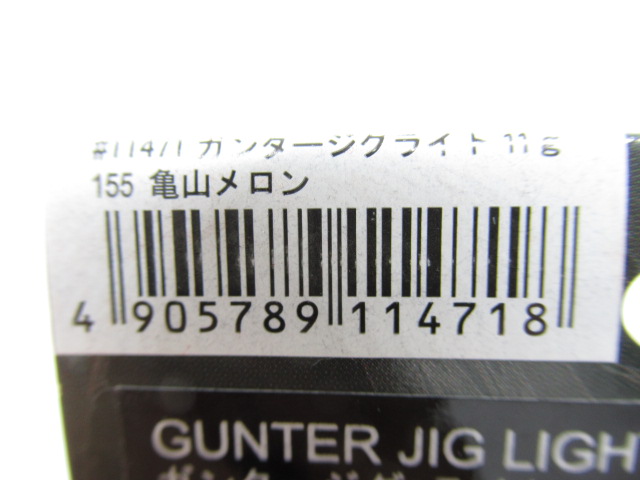 #11471 ガンタージグライト 11g
155 亀山メロン
4 905789 114718
GUNTER JIG LIGH